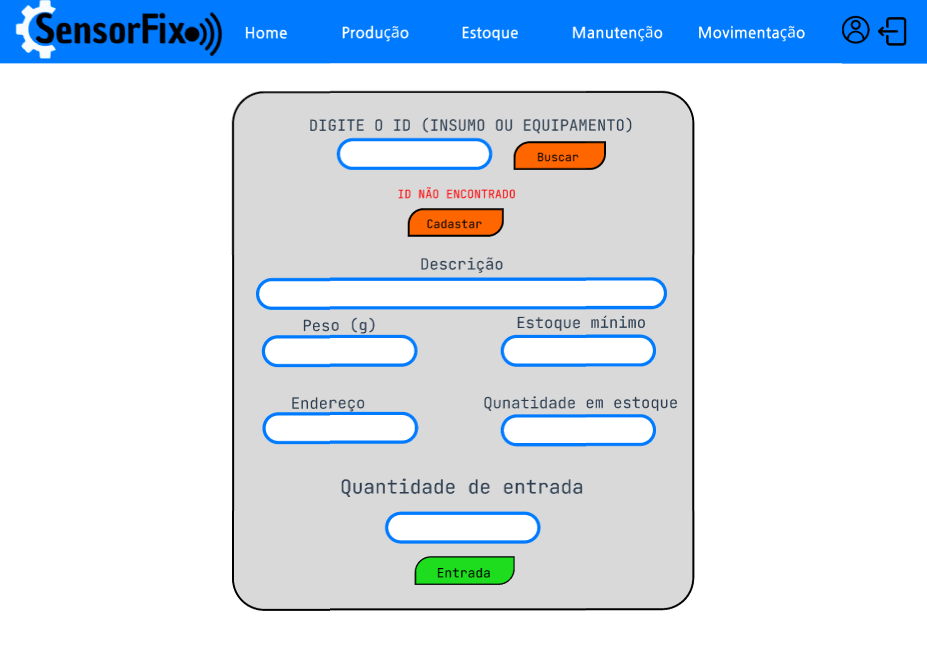 SensorFix Home Produção Estoque Manutenção Movimentação
DIGITE O ID (INSUMO OU EQUIPAMENTO)
Buscar
ID NÃO ENCONTRADO
Cadastar
Descrição
Peso (g) Estoque mínimo
Endereço Qunatidade em estoque
Quantidade de entrada
Entrada